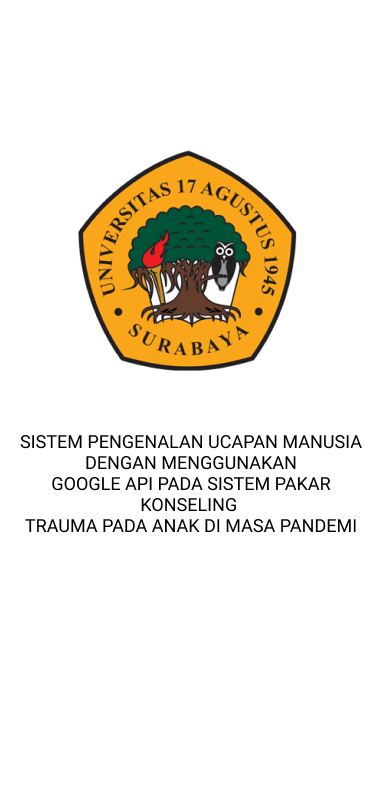 UNIVERSITAS 17 AGUSTUS 1945
SURABAYA
SISTEM PENGENALAN UCAPAN MANUSIA
DENGAN MENGGUNAKAN
GOOGLE API PADA SISTEM PAKAR
KONSELING
TRAUMA PADA ANAK DI MASA PANDEMI